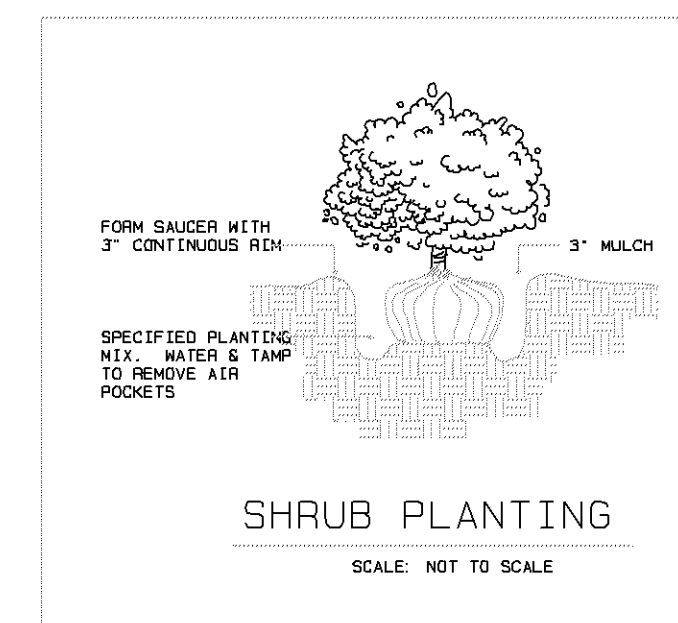 FORM SAUCER WITH
3" CONTINUOUS RIM
3" MULCH
SPECIFIED PLANTING
MIX. WATER & TAMP
TO REMOVE AIR
POCKETS
SHRUB PLANTING
SCALE: NOT TO SCALE